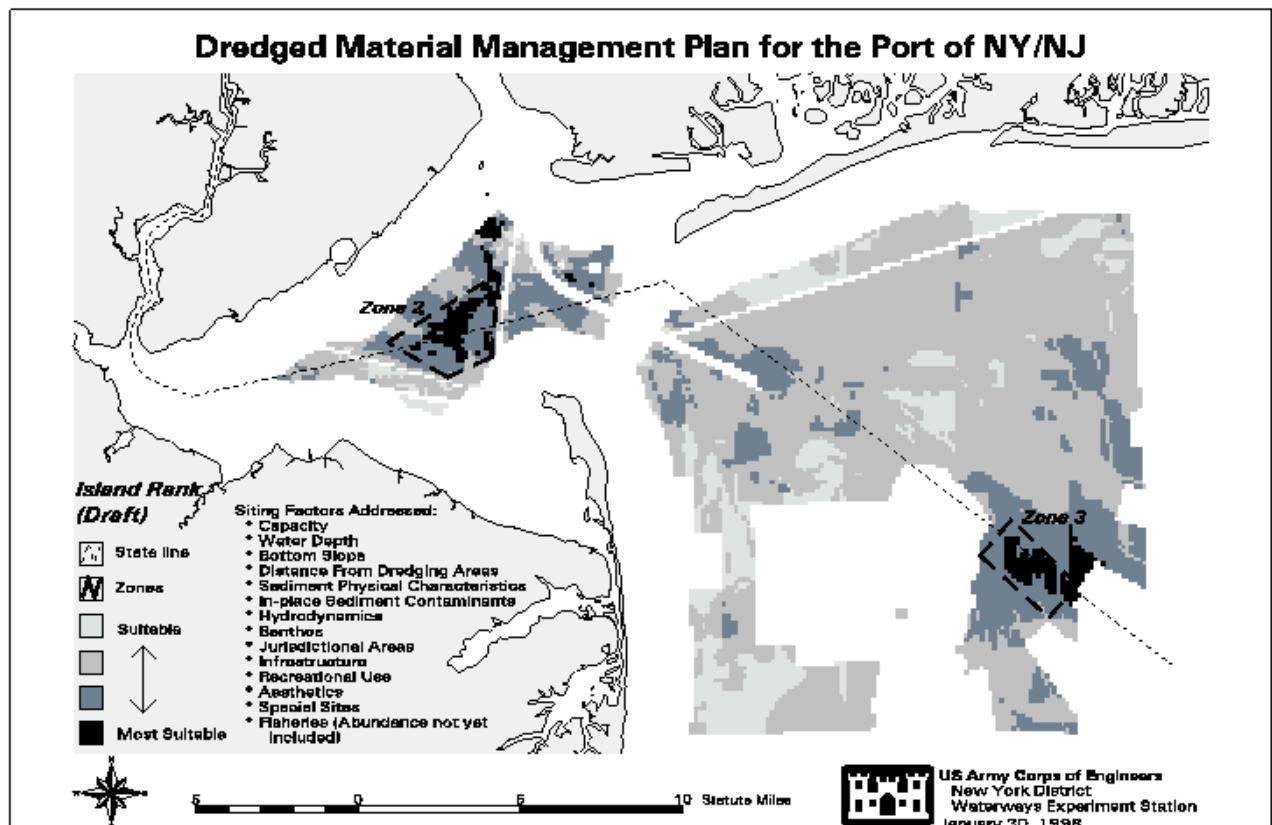 Dredged Material Management Plan for the Port of NY/NJ
Zone 2
Zone 3
Island Rank
(Draft)
State line
Zones
Suitable
Most Suitable
Siting Factors Addressed:
* Capacity
* Water Depth
* Bottom Slope
* Distance From Dredging Areas
* Sediment Physical Characteristics
* In-place Sediment Contaminants
* Hydrodynamics
* Benthos
* Jurisdictional Areas
* Infrastructure
* Recreational Use
* Aesthetics
* Special Sites
* Fisheries (Abundance not yet
included)
N
5 0 5 10 Statute Miles
US Army Corps of Engineers
New York District
Waterways Experiment Station
January 30,